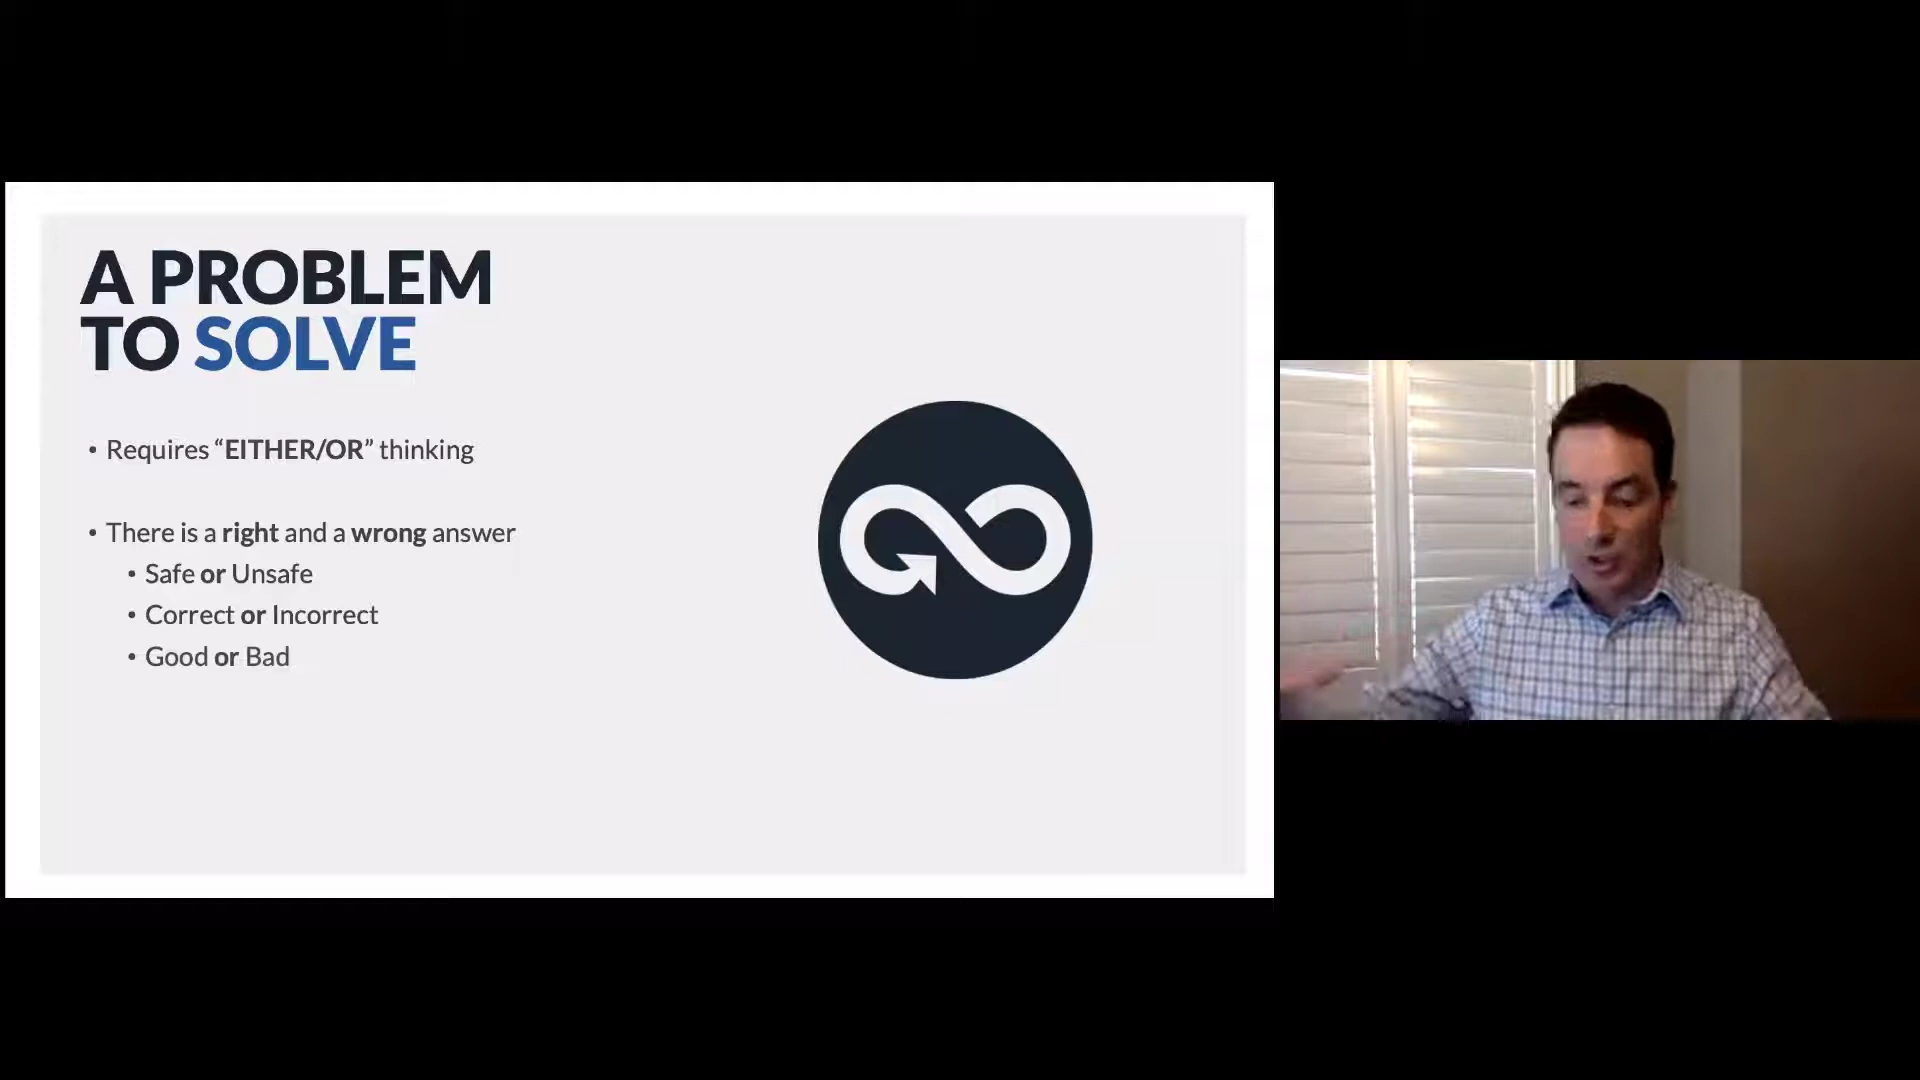 A PROBLEM
TO SOLVE
• Requires “EITHER/OR” thinking
• There is a right and a wrong answer
• Safe or Unsafe
• Correct or Incorrect
• Good or Bad